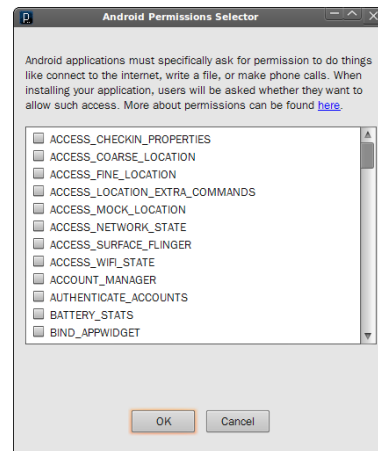 Android Permissions Selector
Android applications must specifically ask for permission to do things
like connect to the internet, write a file, or make phone calls. When
installing your application, users will be asked whether they want to
allow such access. More about permissions can be found here.
ACCESS_CHECKIN_PROPERTIES
ACCESS_COARSE_LOCATION
ACCESS_FINE_LOCATION
ACCESS_LOCATION_EXTRA_COMMANDS
ACCESS_MOCK_LOCATION
ACCESS_NETWORK_STATE
ACCESS_SURFACE_FLINGER
ACCESS_WIFI_STATE
ACCOUNT_MANAGER
AUTHENTICATE_ACCOUNTS
BATTERY_STATS
BIND_APPWIDGET
OK Cancel